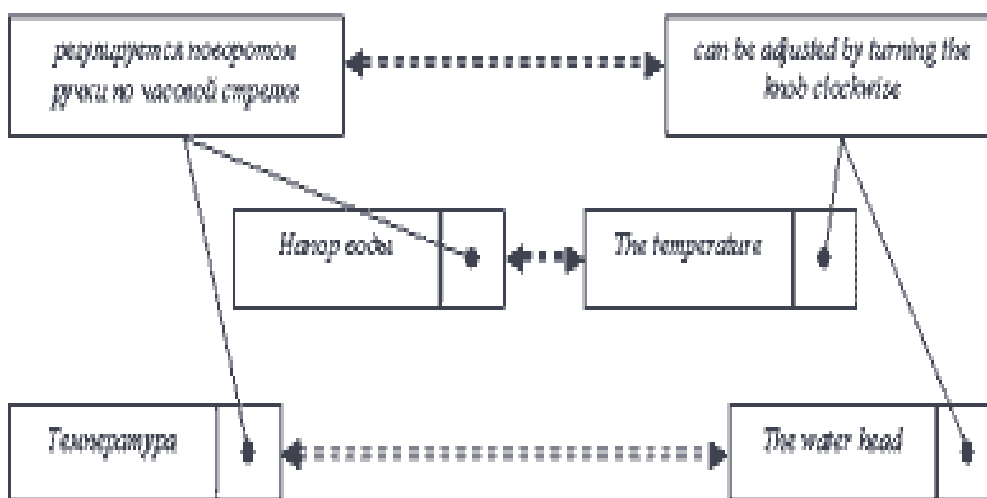 регулируется поворотом
ручки по часовой стрелке
can be adjusted by turning the
knob clockwise
Напор воды
The temperature
Температура
The water head